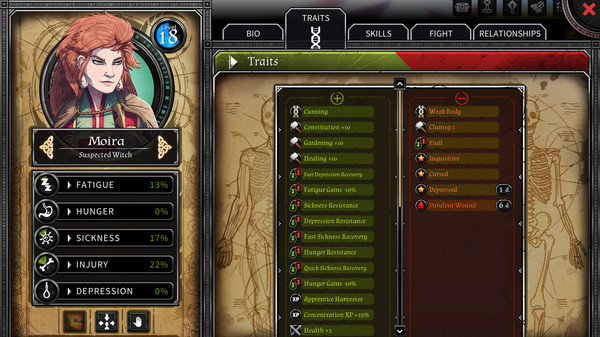 TRAITS
BIO
SKILLS
FIGHT
RELATIONSHIPS
Level
18
Traits
Moira
Suspected Witch
FATIGUE 13%
HUNGER 0%
SICKNESS 17%
INJURY 22%
DEPRESSION 0%
Cunning
Constitution +10
Gardening +10
Healing +10
Fast Depression Recovery
Fatigue Gains -10%
Sickness Resistance
Depression Resistance
Fast Sickness Recovery
Hunger Resistance
Quick Sickness Recovery
Hunger Gains -10%
XP Apprentice Harvester
XP Concentration XP +25%
Health +2
Weak Body
Clumsy 2
Frail
Inquisitive
Cursed
Depressed 1 d
Purulent Wound 6 d